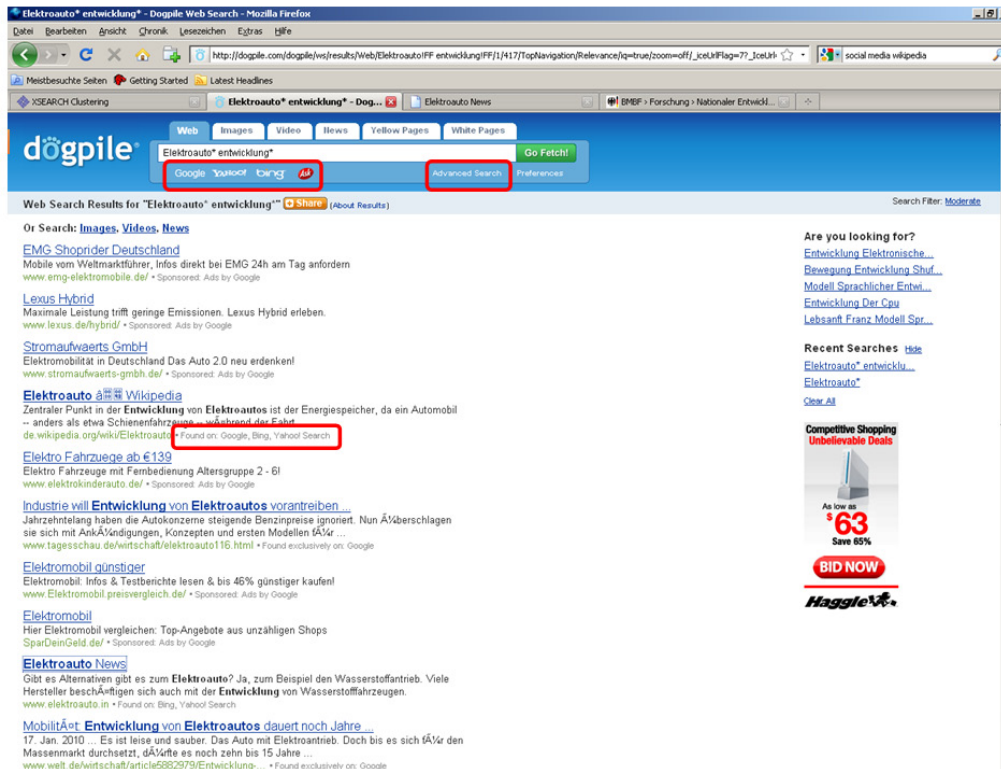 Elektroauto* entwicklung* - Dogpile Web Search - Mozilla Firefox
Datei Bearbeiten Ansicht Chronik Lesezeichen Extras Hilfe
http://dogpile.com/dogpile/ws/results/Web/Elektroauto!FF entwicklung!FF/1/417/TopNavigation/Relevance/iq=true/zoom=off/_iceUrlFlag=7?_IceUrl
social media wikipedia
Meistbesuchte Seiten Getting Started Latest Headlines
XSEARCH Clustering
Elektroauto* entwicklung* - Dog...
Elektroauto News
BMBF > Forschung > Nationaler Entwickl...
Web Images Video News Yellow Pages White Pages
dogpile
Elektroauto* entwicklung*
Go Fetch!
Google Yahoo! bing Ask
Advanced Search Preferences
Web Search Results for "Elektroauto* entwicklung*" Share (About Results)
Search Filter: Moderate
Or Search: Images, Videos, News
EMG Shoprider Deutschland
Mobile vom Weltmarktführer, Infos direkt bei EMG 24h am Tag anfordern
www.emg-elektromobile.de/ • Sponsored: Ads by Google
Lexus Hybrid
Maximale Leistung trifft geringe Emissionen. Lexus Hybrid erleben.
www.lexus.de/hybrid/ • Sponsored: Ads by Google
Stromaufwaerts GmbH
Elektromobilität in Deutschland Das Auto 2.0 neu erdenken!
www.stromaufwaerts-gmbh.de/ • Sponsored: Ads by Google
Elektroauto â Wikipedia
Zentraler Punkt in der Entwicklung von Elektroautos ist der Energiespeicher, da ein Automobil
-- anders als etwa Schienenfahrzeuge -- wÄhrend der Fahrt
de.wikipedia.org/wiki/Elektroauto • Found on: Google, Bing, Yahoo! Search
Elektro Fahrzuege ab €139
Elektro Fahrzeuge mit Fernbedienung Altersgruppe 2 - 6!
www.elektrokinderauto.de/ • Sponsored: Ads by Google
Industrie will Entwicklung von Elektroautos vorantreiben ...
Jahrzehntelang haben die Autokonzerne steigende Benzinpreise ignoriert. Nun Ã¼berschlagen
sie sich mit AnkÃ¼ndigungen, Konzepten und ersten Modellen fÃ¼r ...
www.tagesschau.de/wirtschaft/elektroauto116.html • Found exclusively on: Google
Elektromobil günstiger
Elektromobil: Infos & Testberichte lesen & bis 46% günstiger kaufen!
www.Elektromobil.preisvergleich.de/ • Sponsored: Ads by Google
Elektromobil
Hier Elektromobil vergleichen: Top-Angebote aus unzähligen Shops
SparDeinGeld.de/ • Sponsored: Ads by Google
Elektroauto News
Gibt es Alternativen gibt es zum Elektroauto? Ja, zum Beispiel den Wasserstoffantrieb. Viele
Hersteller beschÃ¤ftigen sich auch mit der Entwicklung von Wasserstofffahrzeugen.
www.elektroauto.in • Found on: Bing, Yahoo! Search
MobilitÃ¤t: Entwicklung von Elektroautos dauert noch Jahre ...
17. Jan. 2010 ... Es ist leise und sauber. Das Auto mit Elektroantrieb. Doch bis es sich fÃ¼r den
Massenmarkt durchsetzt, dÃ¼rfte es noch zehn bis 15 Jahre ...
www.welt.de/wirtschaft/article5882979/Entwicklung-... • Found exclusively on: Google
Are you looking for?
Entwicklung Elektronische...
Bewegung Entwicklung Shuf...
Modell Sprachlicher Entwi...
Entwicklung Der Cpu
Lebsanft Franz Modell Spr...
Recent Searches Hide
Elektroauto* entwicklu...
Elektroauto*
Clear All
Competitive Shopping
Unbelievable Deals
As low as
$63
Save 65%
BID NOW
Haggle